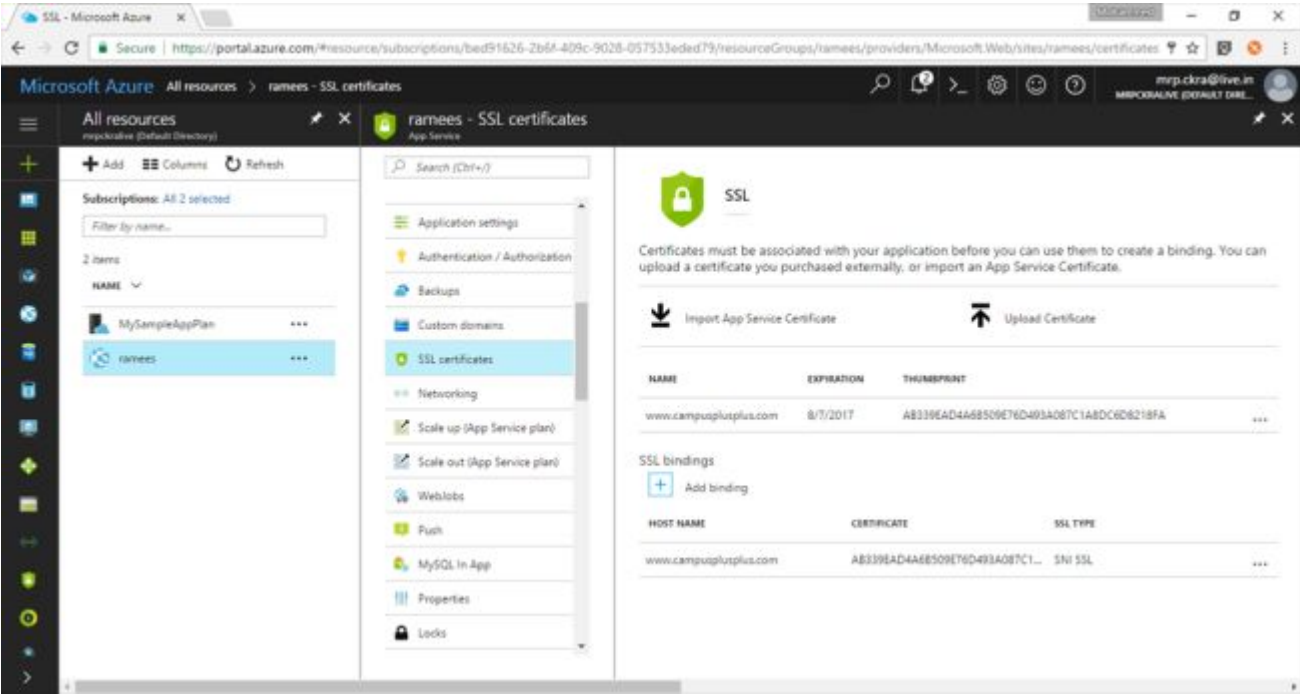 SSL - Microsoft Azure
Secure | https://portal.azure.com/#resource/subscriptions/bed91626-2b6f-409c-9028-057533eded79/resourceGroups/ramees/providers/Microsoft.Web/sites/ramees/certificates
Microsoft Azure All resources > ramees - SSL certificates
mrp.ckra@live.in
MRPCKRALIVE (DEFAULT DIRE...
All resources
mrpckralive (Default Directory)
ramees - SSL certificates
App Service
Add Columns Refresh
Subscriptions: All 2 selected
Filter by name...
2 items
NAME
MySampleAppPlan
ramees
Search (Ctrl+/)
Application settings
Authentication / Authorization
Backups
Custom domains
SSL certificates
Networking
Scale up (App Service plan)
Scale out (App Service plan)
WebJobs
Push
MySQL In App
Properties
Locks
SSL
Certificates must be associated with your application before you can use them to create a binding. You can
upload a certificate you purchased externally, or import an App Service Certificate.
Import App Service Certificate Upload Certificate
NAME EXPIRATION THUMBPRINT
www.campusplusplus.com 8/7/2017 AB339EAD4A6B509E76D493A087C1A8DC6D8218FA
SSL bindings
Add binding
HOST NAME CERTIFICATE SSL TYPE
www.campusplusplus.com AB339EAD4A6B509E76D493A087C1... SNI SSL